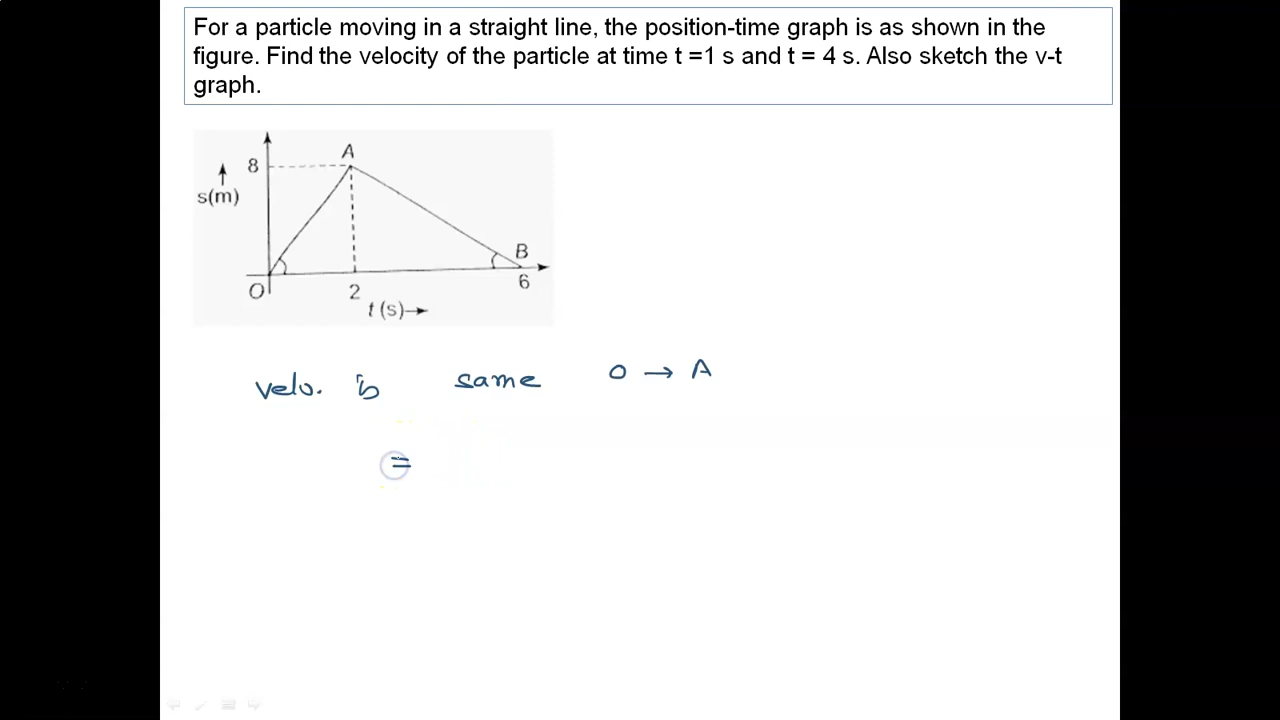 For a particle moving in a straight line, the position-time graph is as shown in the
figure. Find the velocity of the particle at time t =1 s and t = 4 s. Also sketch the v-t
graph.
A
8
s(m)
B
O
2
6
t (s)
velo. is same O → A
=